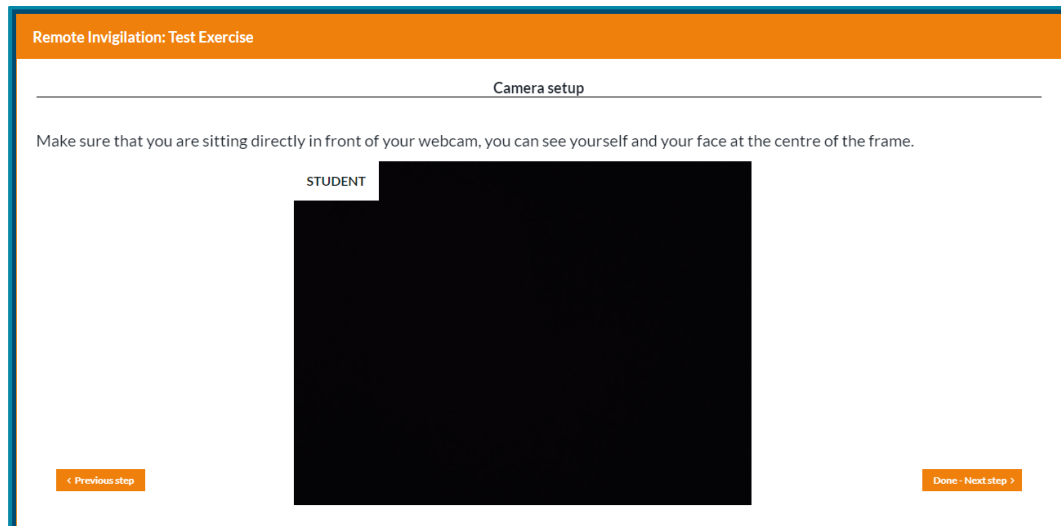 Remote Invigilation: Test Exercise
Camera setup
Make sure that you are sitting directly in front of your webcam, you can see yourself and your face at the centre of the frame.
STUDENT
< Previous step
Done - Next step >